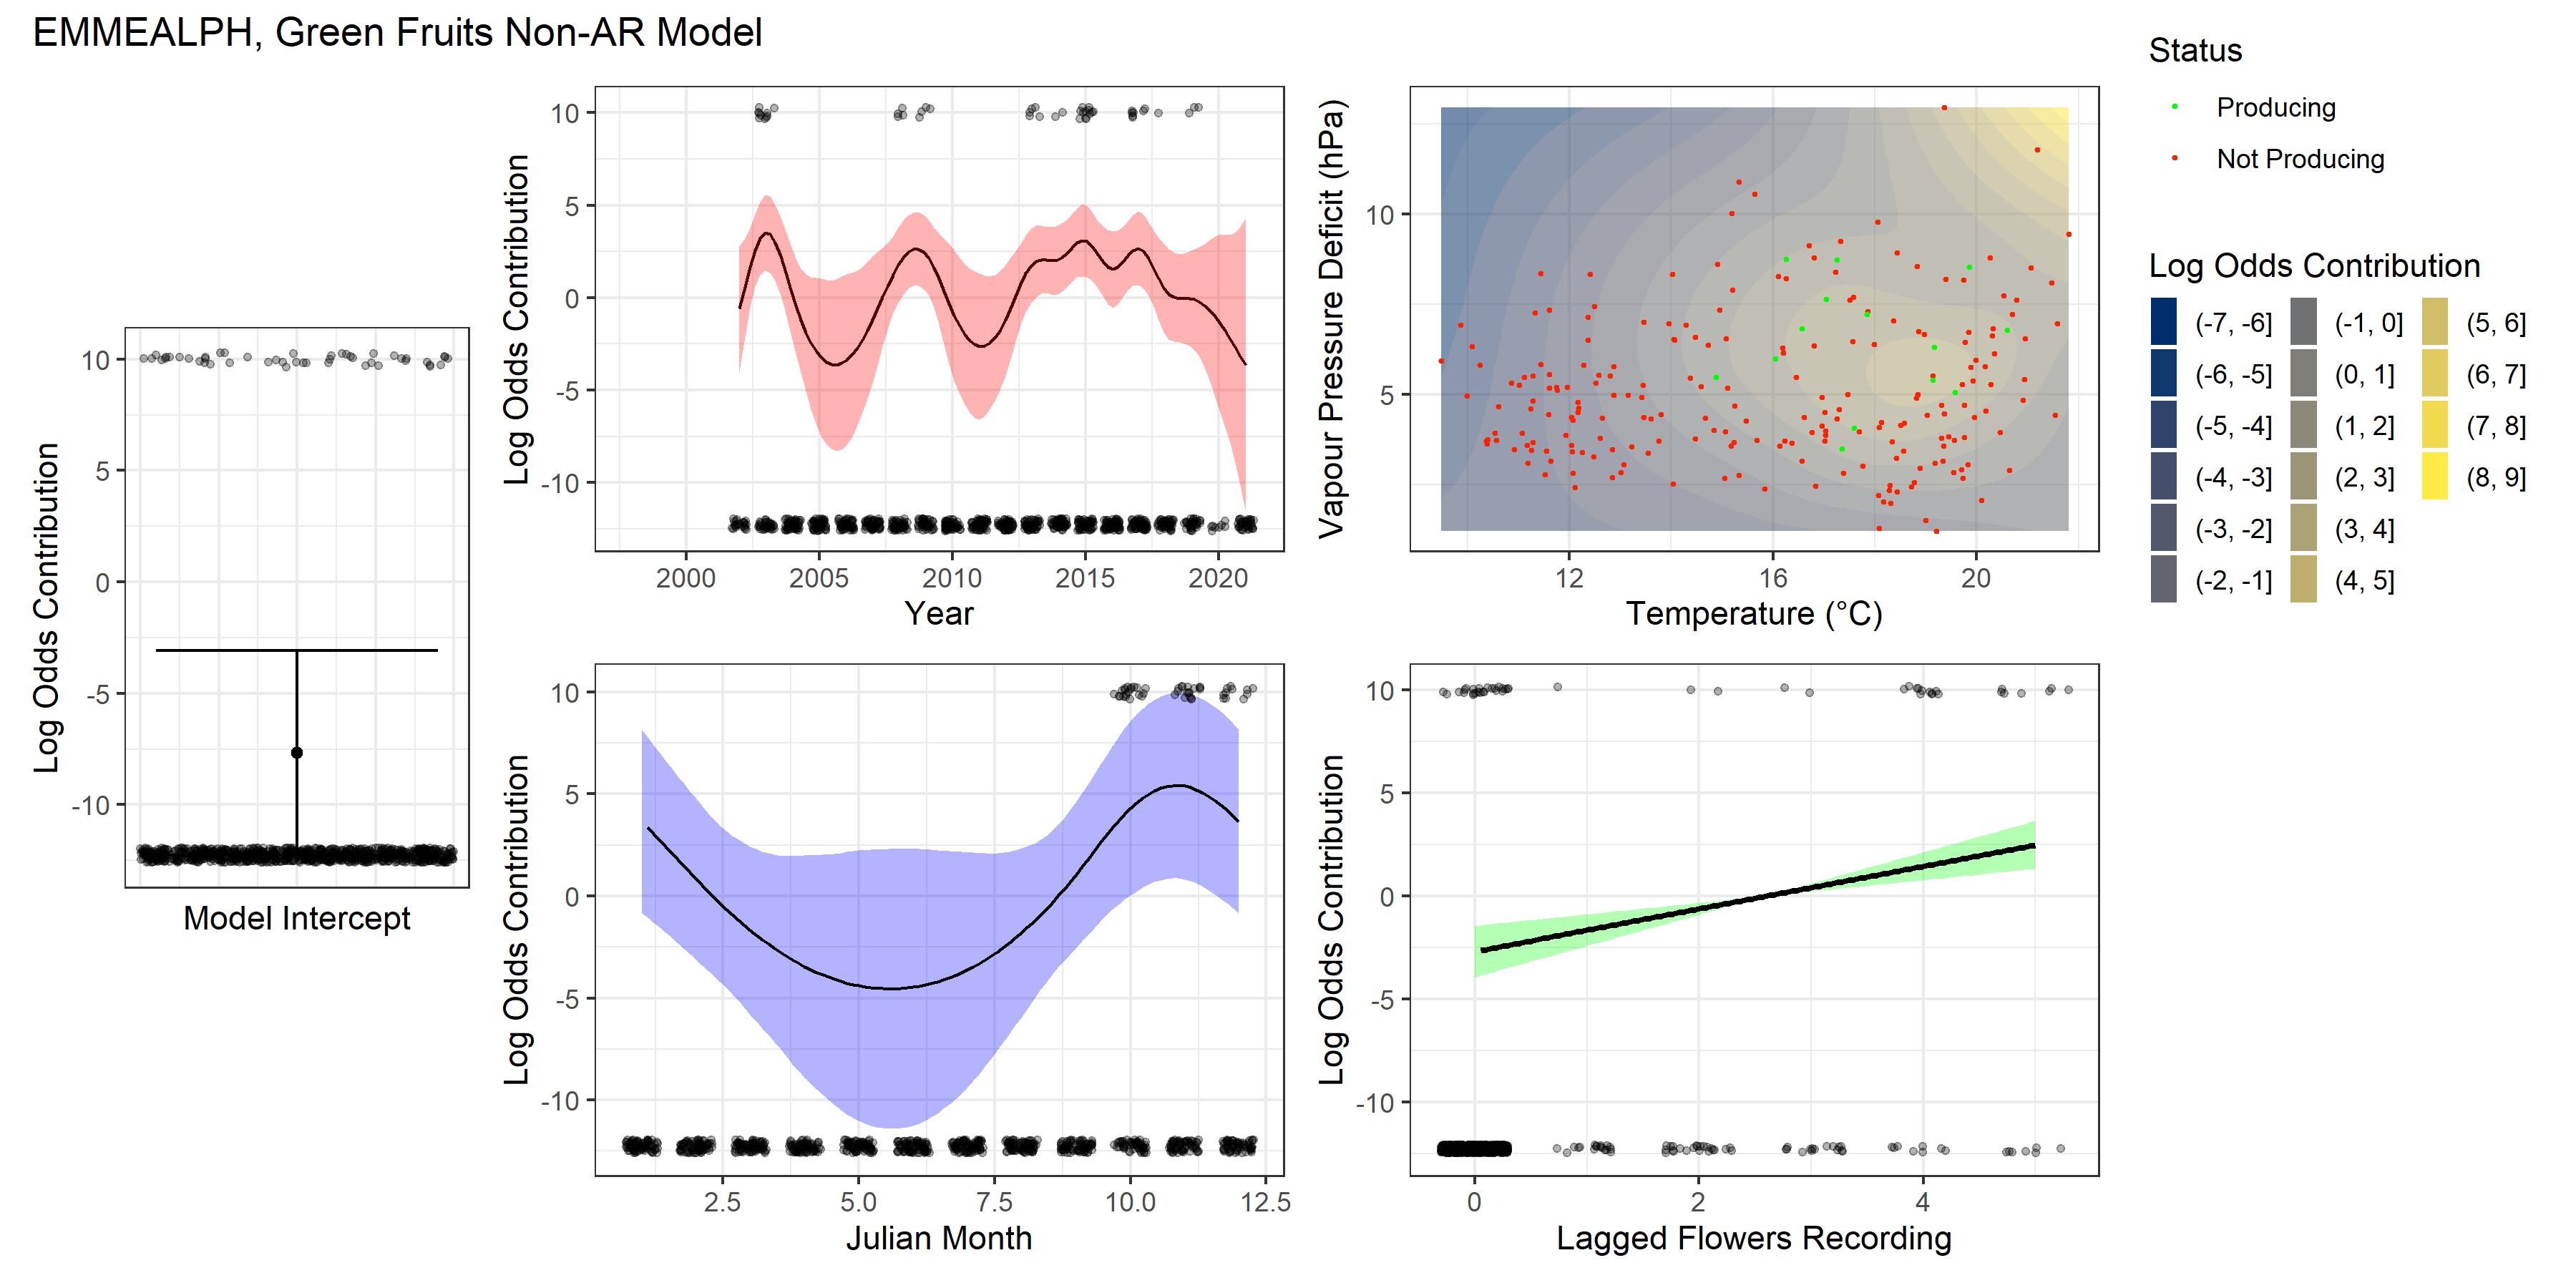 EMMEALPH, Green Fruits Non-AR Model
Log Odds Contribution
10
5
0
-5
-10
Model Intercept
Log Odds Contribution
10
5
0
-5
-10
2000 2005 2010 2015 2020
Year
Vapour Pressure Deficit (hPa)
10
5
12 16 20
Temperature (°C)
Log Odds Contribution
10
5
0
-5
-10
2.5 5.0 7.5 10.0 12.5
Julian Month
Log Odds Contribution
10
5
0
-5
-10
0 2 4
Lagged Flowers Recording
Status
Producing
Not Producing
Log Odds Contribution
(-7, -6] (-1, 0] (5, 6]
(-6, -5] (0, 1] (6, 7]
(-5, -4] (1, 2] (7, 8]
(-4, -3] (2, 3] (8, 9]
(-3, -2] (3, 4]
(-2, -1] (4, 5]